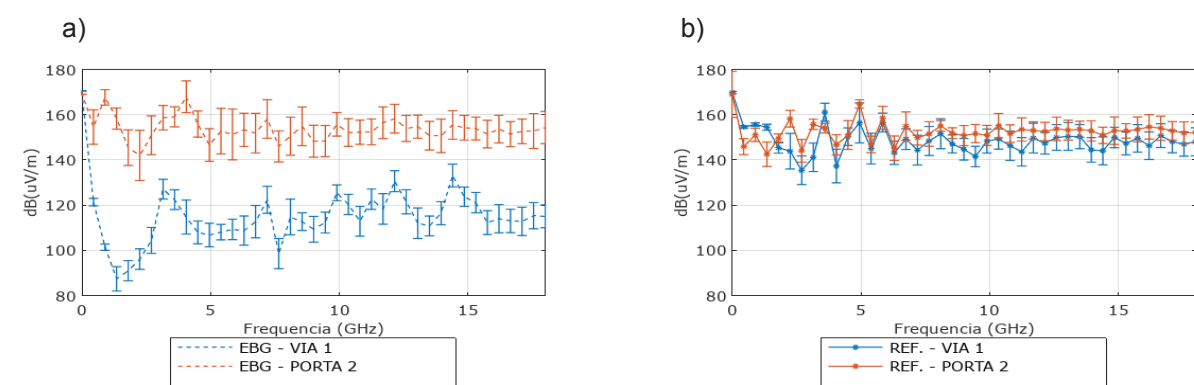 a)
180
160
140
120
100
80
dB(uV/m)
0
5
10
15
Frequencia (GHz)
EBG - VIA 1
EBG - PORTA 2
b)
180
160
140
120
100
80
dB(uV/m)
0
5
10
15
Frequencia (GHz)
REF. - VIA 1
REF. - PORTA 2